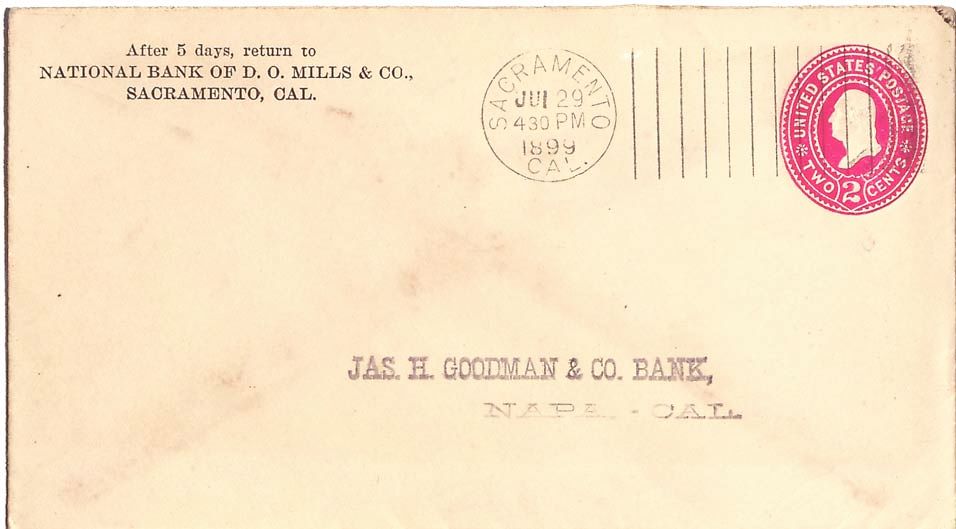 After 5 days, return to
NATIONAL BANK OF D. O. MILLS & CO.,
SACRAMENTO, CAL.
SACRAMENTO
JUL 29
430 PM
1899
CAL.
UNITED STATES POSTAGE
TWO 2 CENTS
JAS. H. GOODMAN & CO. BANK,
NAPA - CAL.